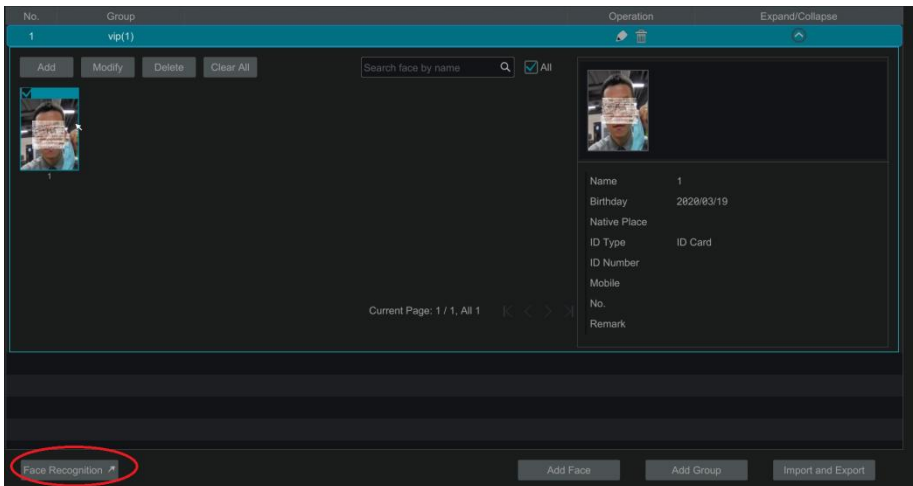 No. Group Operation Expand/Collapse
1 vip(1)
Add Modify Delete Clear All Search face by name All
1
Name 1
Birthday 2020/03/19
Native Place
ID Type ID Card
ID Number
Mobile
No.
Remark
Current Page: 1 / 1, All 1
Face Recognition Add Face Add Group Import and Export